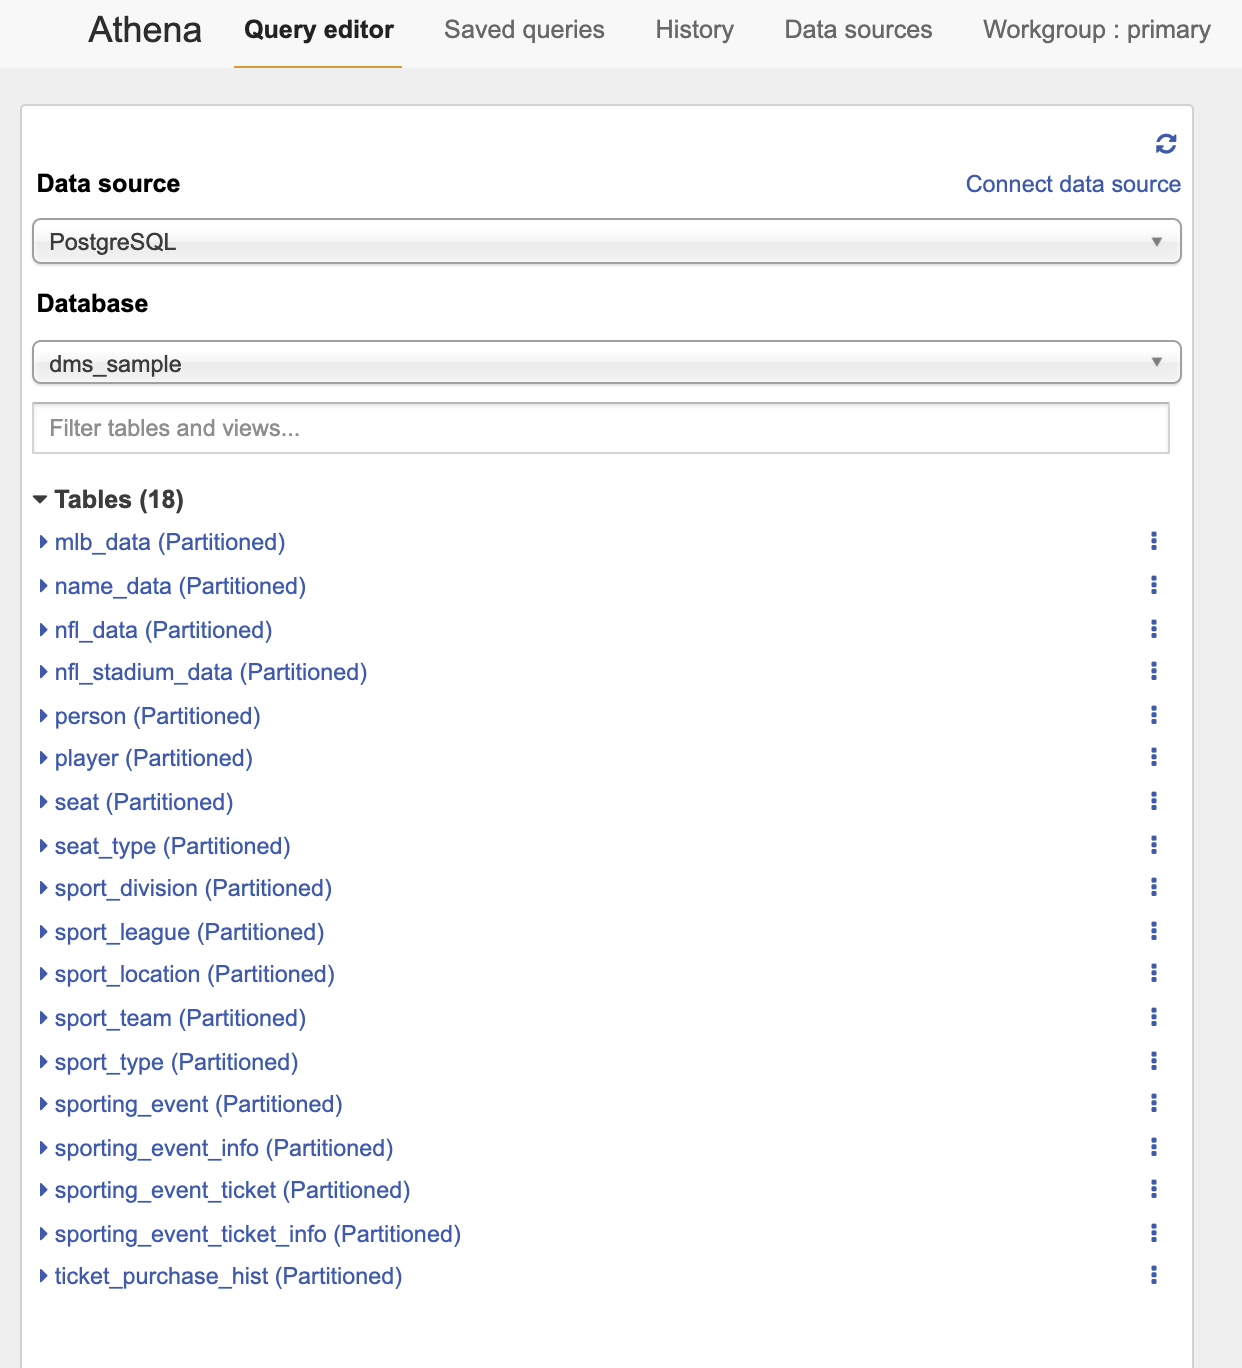 Athena Query editor Saved queries History Data sources Workgroup : primary
Data source Connect data source
PostgreSQL
Database
dms_sample
Filter tables and views...
Tables (18)
mlb_data (Partitioned)
name_data (Partitioned)
nfl_data (Partitioned)
nfl_stadium_data (Partitioned)
person (Partitioned)
player (Partitioned)
seat (Partitioned)
seat_type (Partitioned)
sport_division (Partitioned)
sport_league (Partitioned)
sport_location (Partitioned)
sport_team (Partitioned)
sport_type (Partitioned)
sporting_event (Partitioned)
sporting_event_info (Partitioned)
sporting_event_ticket (Partitioned)
sporting_event_ticket_info (Partitioned)
ticket_purchase_hist (Partitioned)